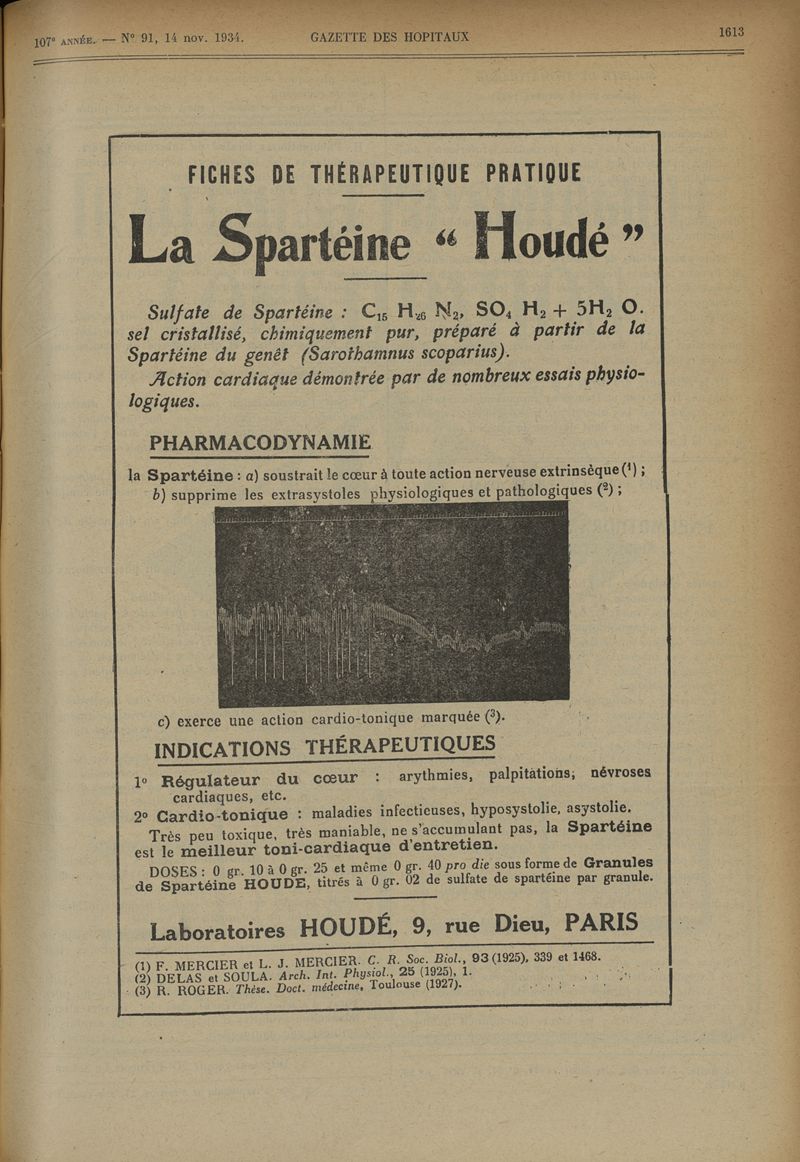 107e ANNÉE. — No 91, 14 nov. 1934.
GAZETTE DES HOPITAUX
1613
FICHES DE THÉRAPEUTIQUE PRATIQUE
La Spartéine “ Houdé ”
Sulfate de Spartéine : C15 H26 N2, SO4 H2 + 5H2 O.
sel cristallisé, chimiquement pur, préparé à partir de la
Spartéine du genêt (Sarothamnus scoparius).
Action cardiaque démontrée par de nombreux essais physio-
logiques.
PHARMACODYNAMIE
la Spartéine : a) soustrait le cœur à toute action nerveuse extrinsèque (1) ;
b) supprime les extrasystoles physiologiques et pathologiques (2) ;
c) exerce une action cardio-tonique marquée (3).
INDICATIONS THÉRAPEUTIQUES
1o Régulateur du cœur : arythmies, palpitations, névroses
cardiaques, etc.
2o Cardio-tonique : maladies infectieuses, hyposystolie, asystolie.
Très peu toxique, très maniable, ne s'accumulant pas, la Spartéine
est le meilleur toni-cardiaque d'entretien.
DOSES : 0 gr. 10 à 0 gr. 25 et même 0 gr. 40 pro die sous forme de Granules
de Spartéine HOUDÉ, titrés à 0 gr. 02 de sulfate de spartéine par granule.
Laboratoires HOUDÉ, 9, rue Dieu, PARIS
(1) F. MERCIER et L. J. MERCIER. C. R. Soc. Biol., 93 (1925), 339 et 1468.
(2) DELAS et SOULA. Arch. Int. Physiol., 25 (1925), 1.
(3) R. ROGER. Thèse. Doct. médecine, Toulouse (1927).